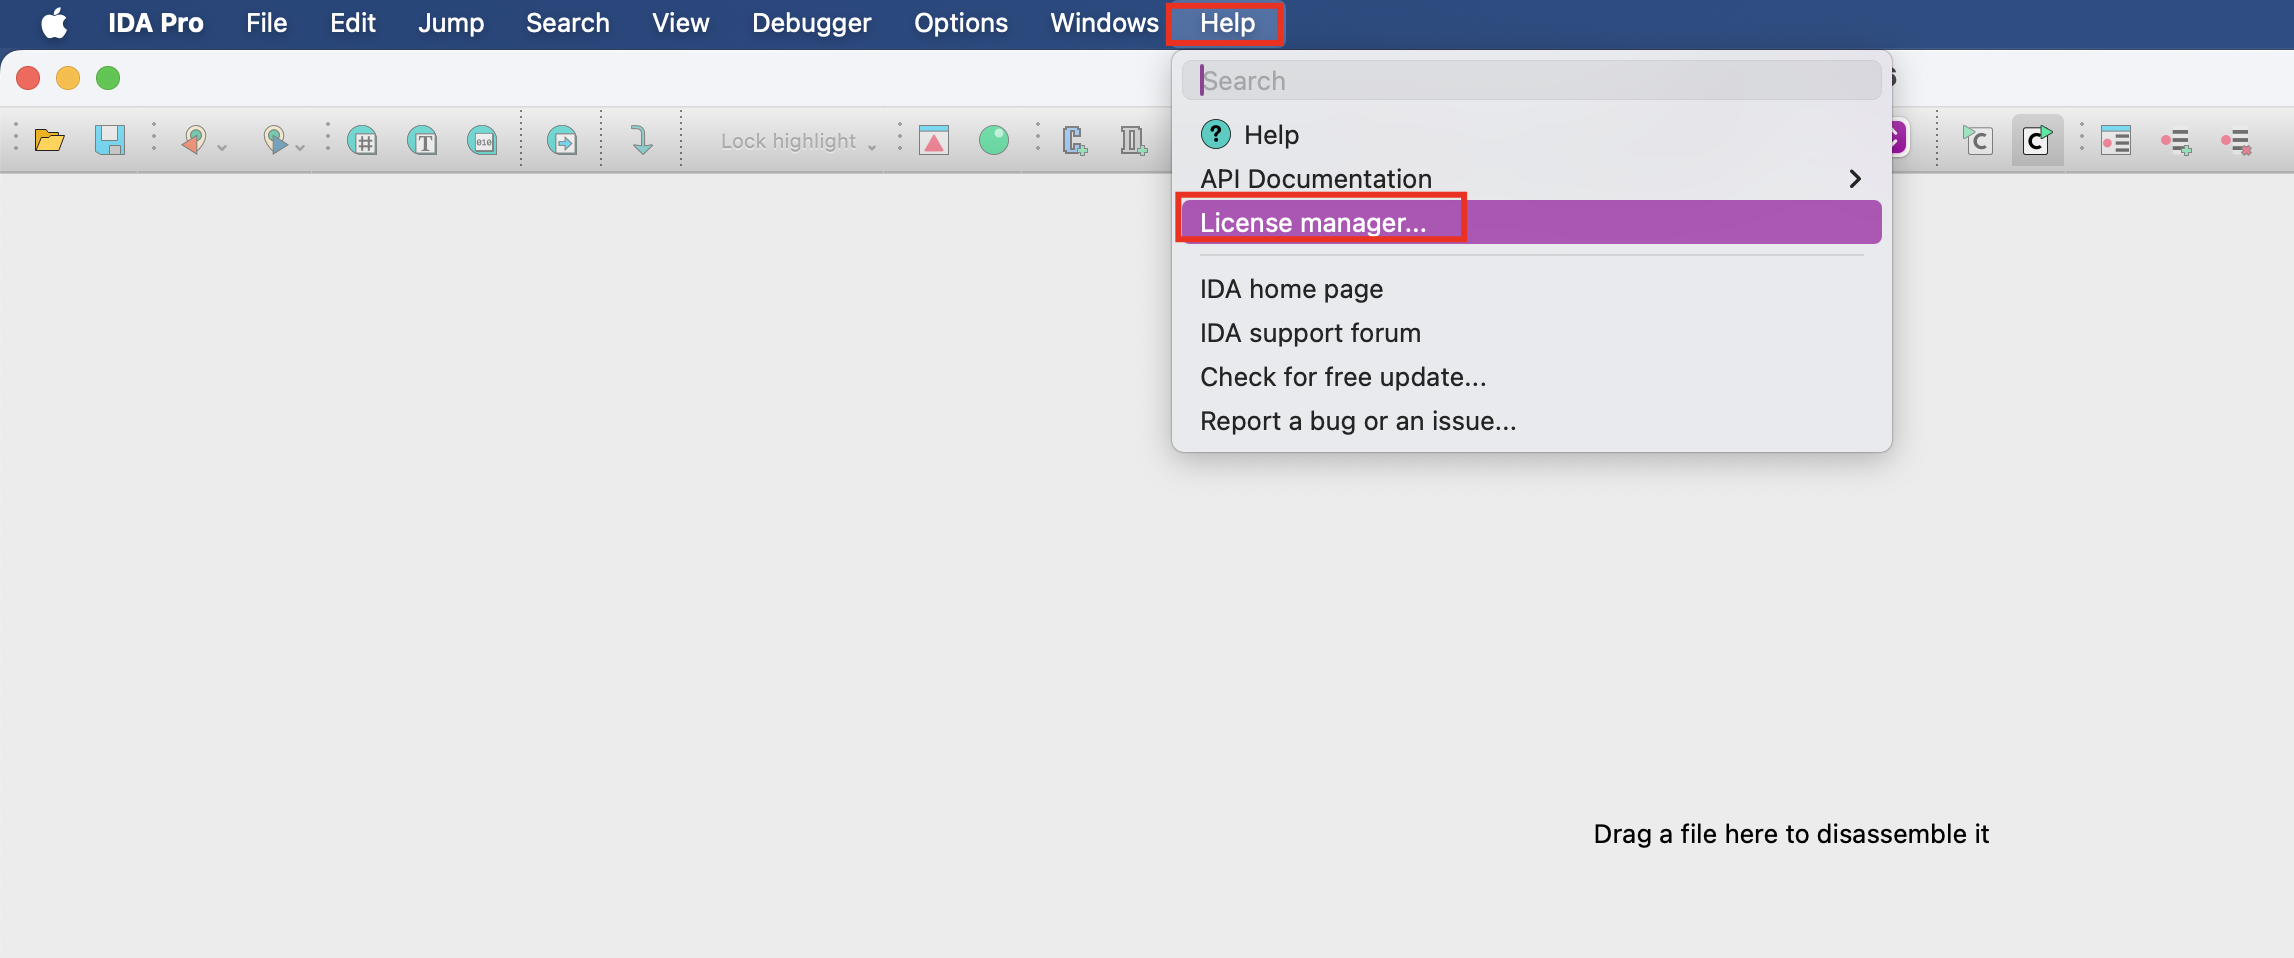 IDA Pro File Edit Jump Search View Debugger Options Windows Help
Search
Lock highlight
Help
API Documentation
License manager...
IDA home page
IDA support forum
Check for free update...
Report a bug or an issue...
Drag a file here to disassemble it